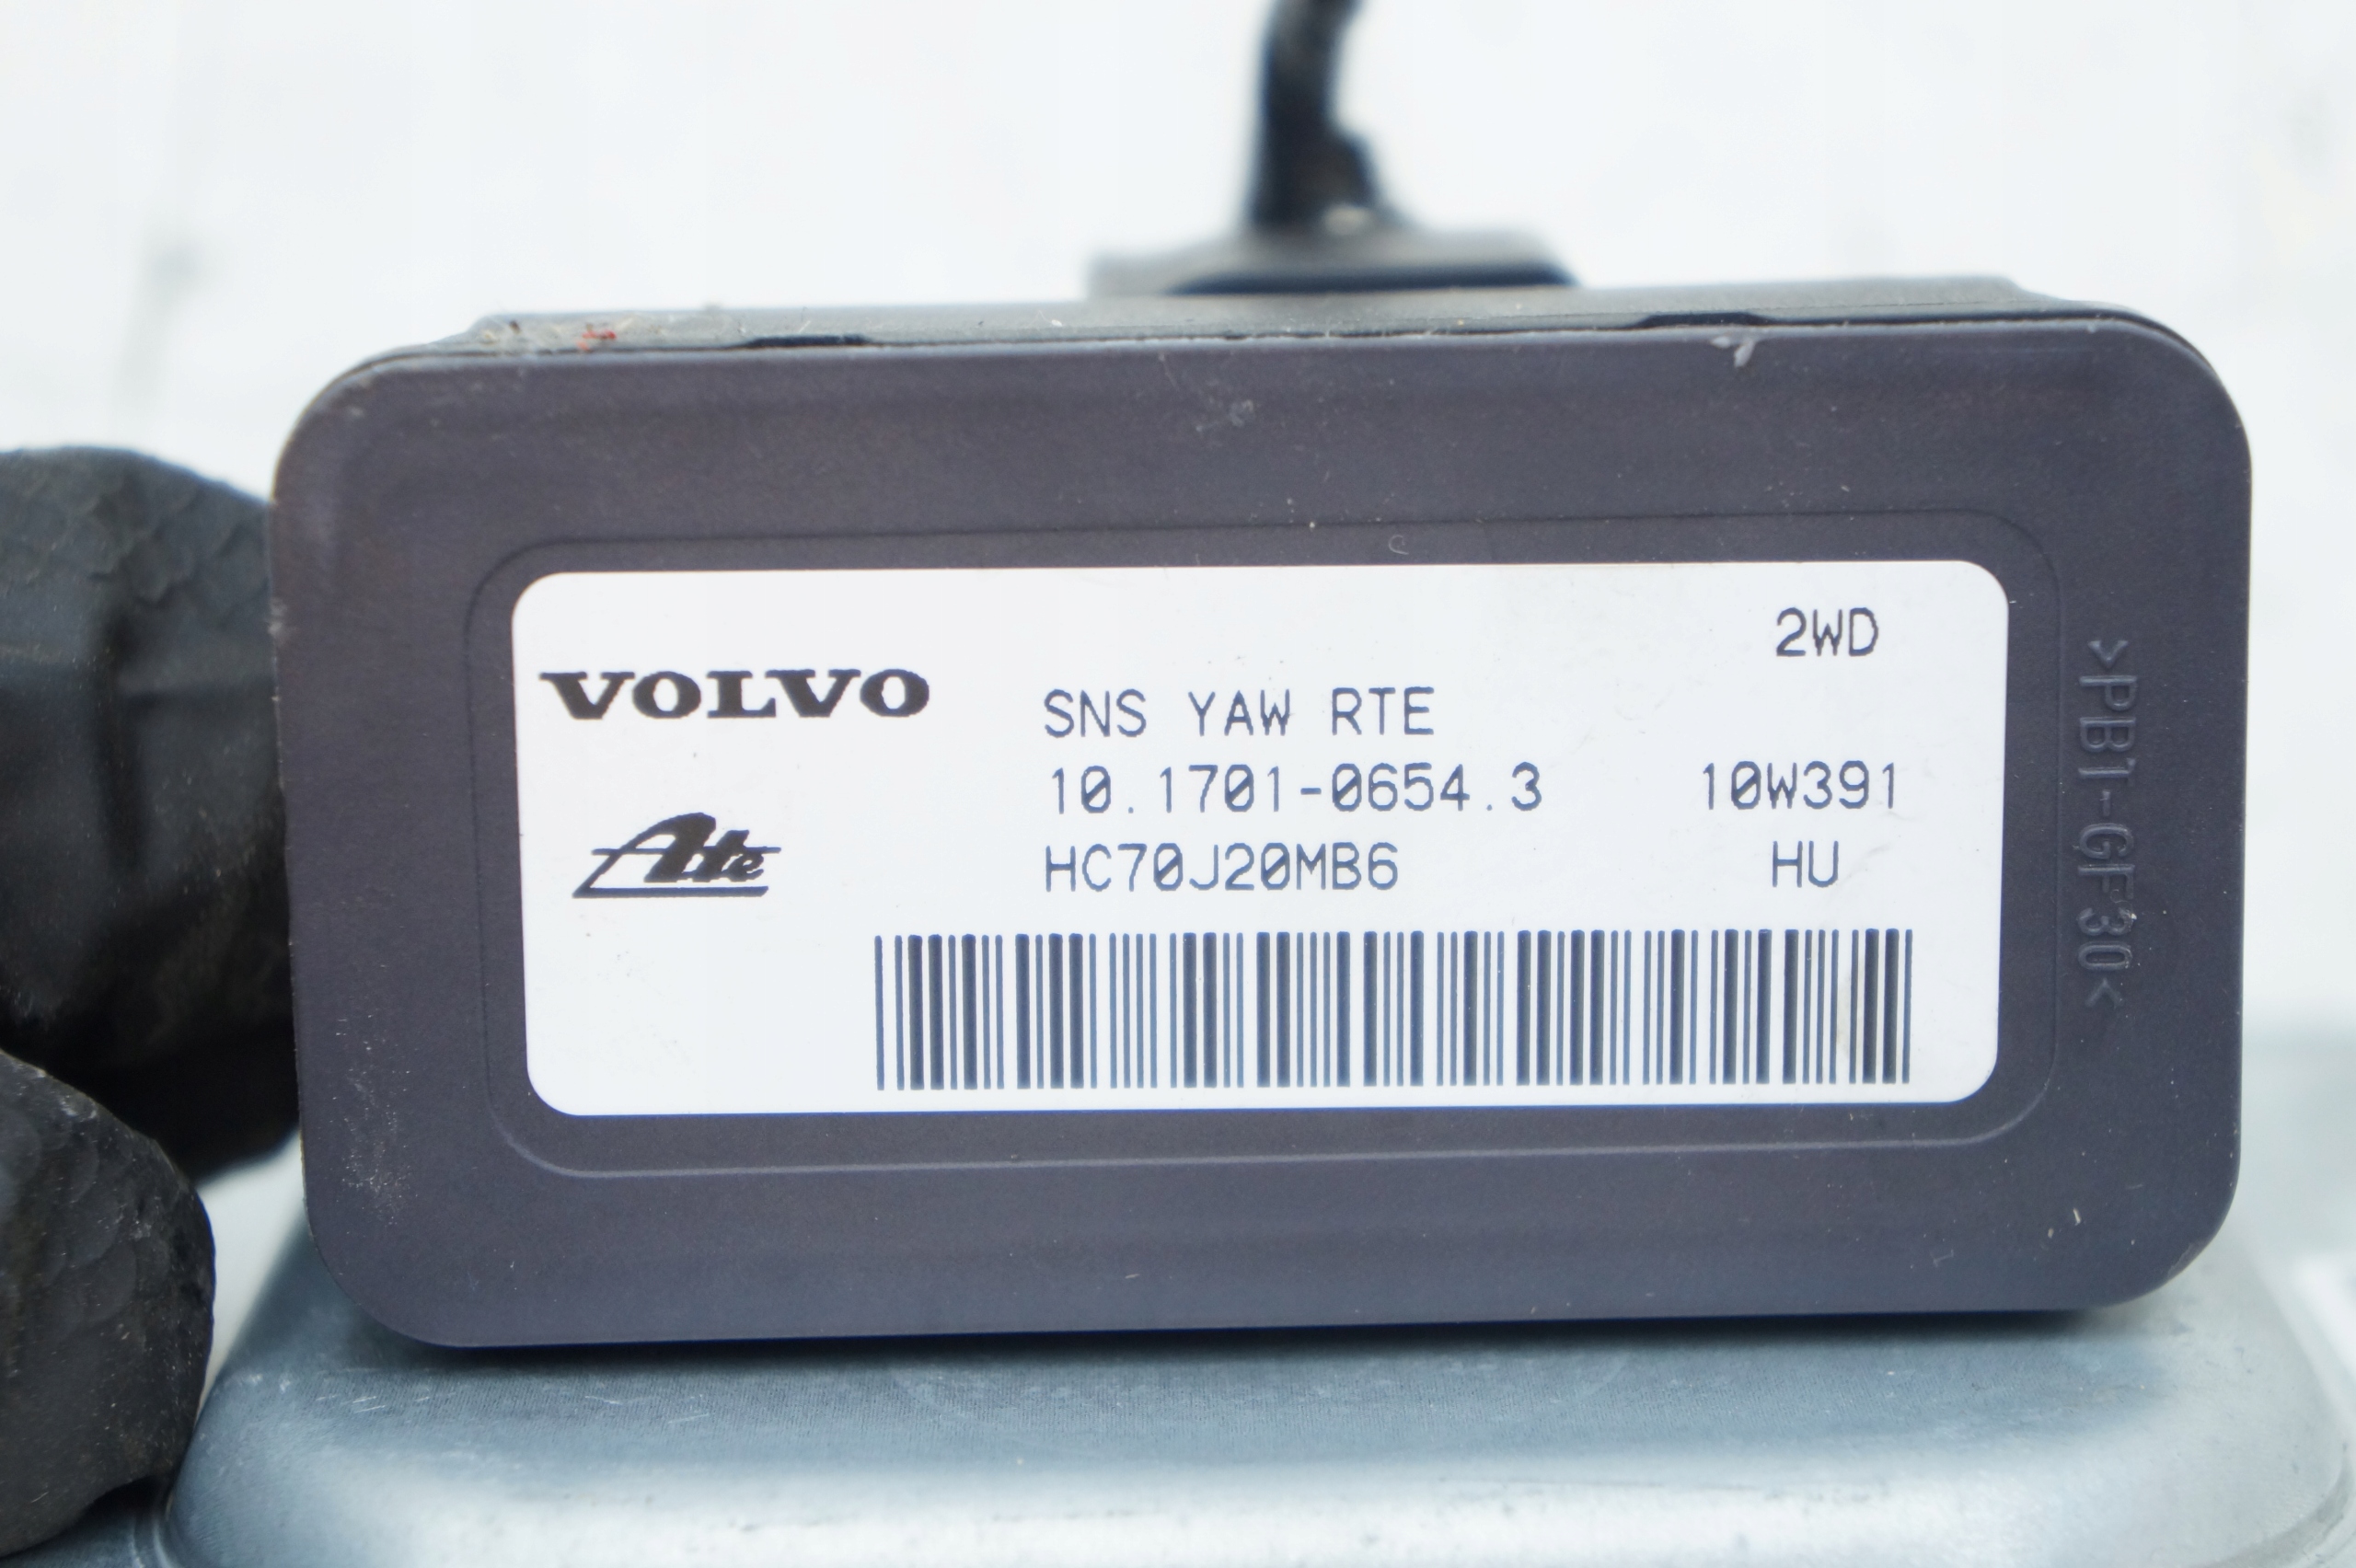 2WD
VOLVO
SNS YAW RTE
10.1701-0654.3 10W391
Ate
HC70J20MB6 HU
>PBT-GF30<